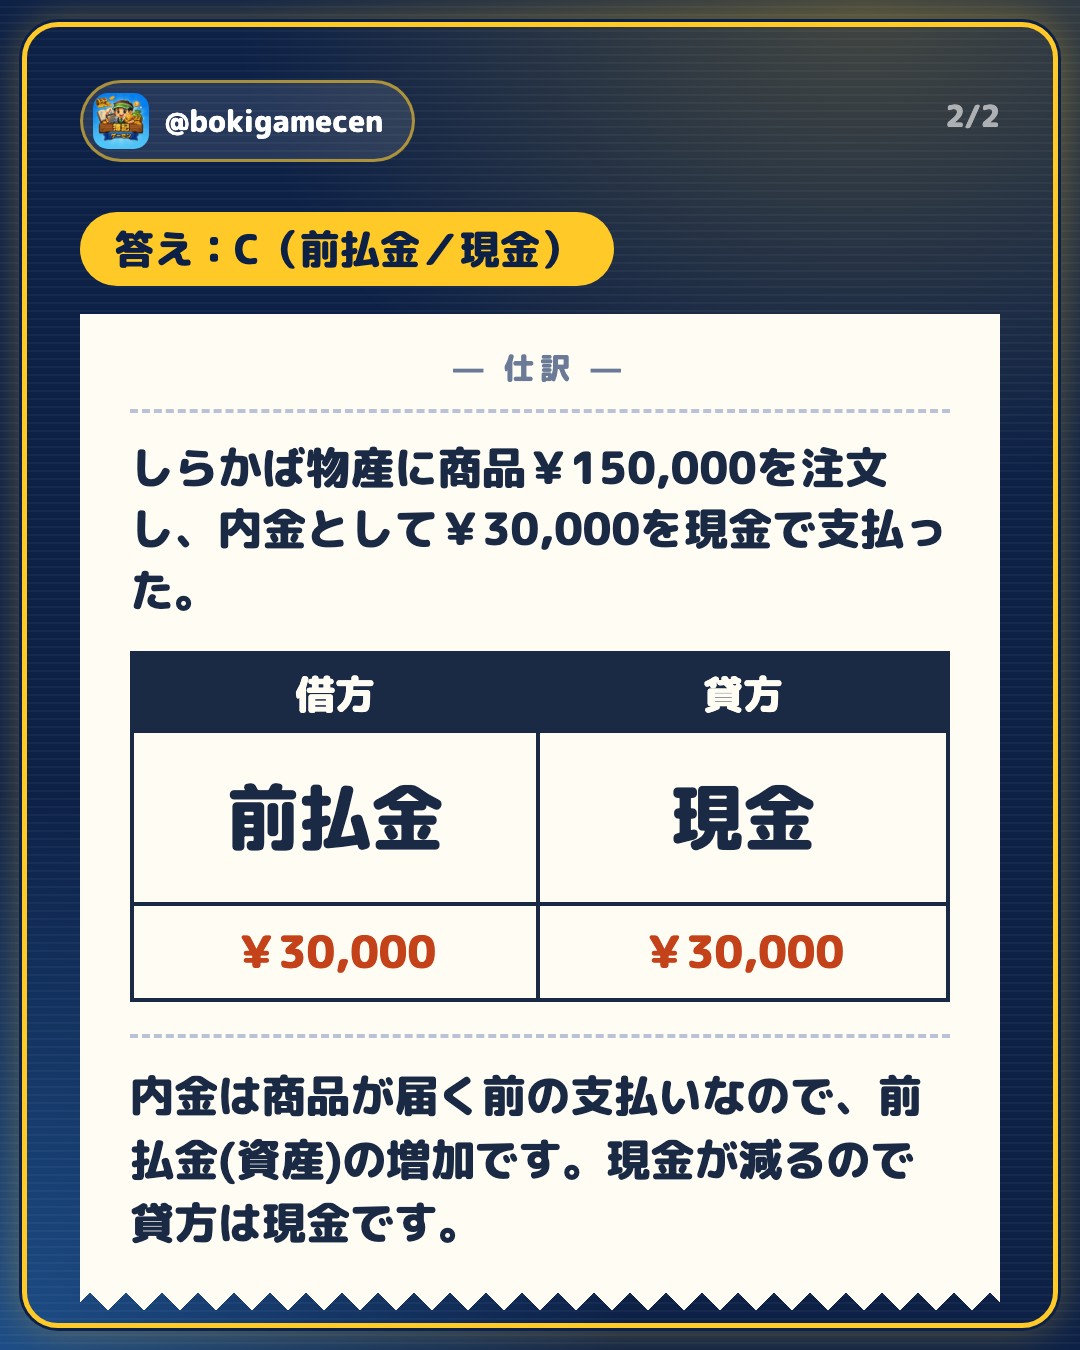 @bokigamecen
2/2
答え：C（前払金／現金）
— 仕訳 —
しらかば物産に商品￥150,000を注文
し、内金として￥30,000を現金で支払っ
た。
借方 貸方
前払金 現金
￥30,000 ￥30,000
内金は商品が届く前の支払いなので、前
払金(資産)の増加です。現金が減るので
貸方は現金です。